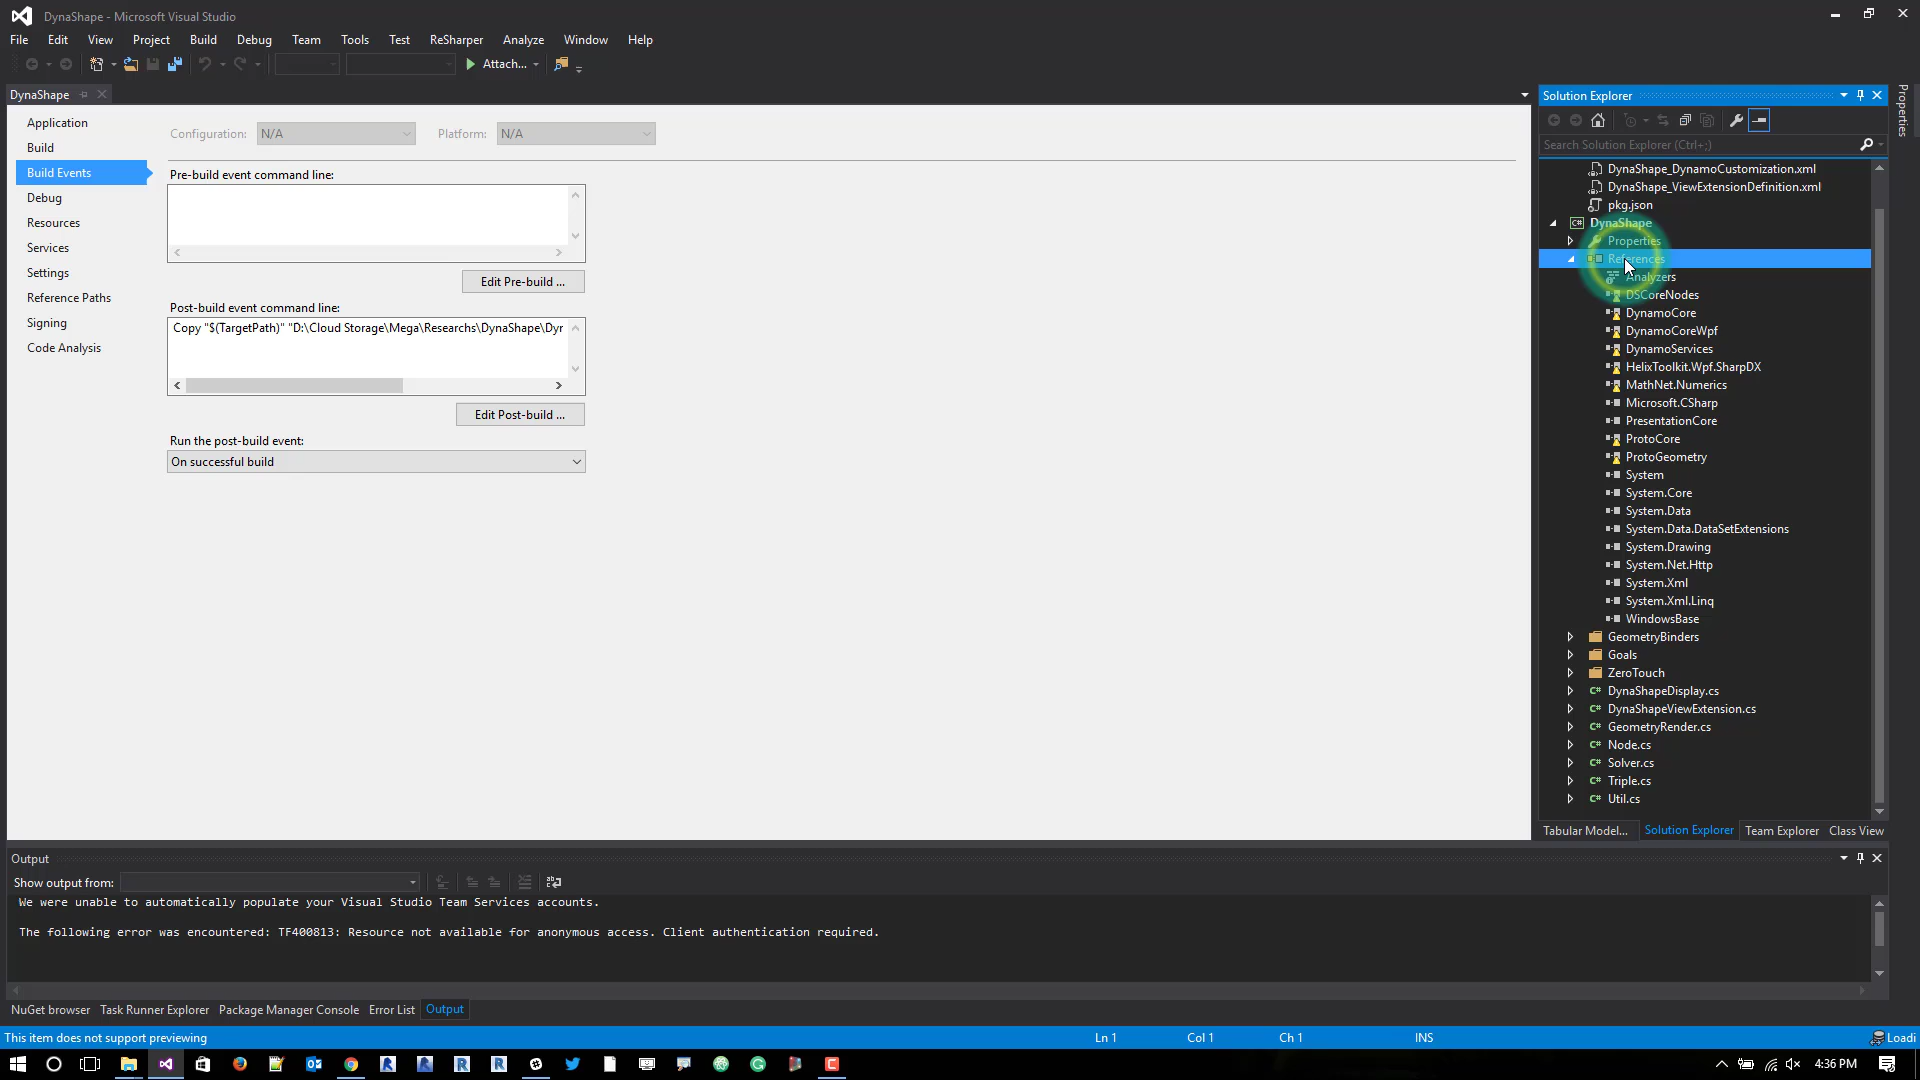 DynaShape - Microsoft Visual Studio
File Edit View Project Build Debug Team Tools Test ReSharper Analyze Window Help
Attach...
DynaShape
Application
Build
Build Events
Debug
Resources
Services
Settings
Reference Paths
Signing
Code Analysis
Configuration: N/A Platform: N/A
Pre-build event command line:
Edit Pre-build ...
Post-build event command line:
Copy "$(TargetPath)" "D:\Cloud Storage\Mega\Researchs\DynaShape\Dyr
Edit Post-build ...
Run the post-build event:
On successful build
Solution Explorer
Search Solution Explorer (Ctrl+;)
DynaShape_DynamoCustomization.xml
DynaShape_ViewExtensionDefinition.xml
pkg.json
C# DynaShape
Properties
References
Analyzers
DSCoreNodes
DynamoCore
DynamoCoreWpf
DynamoServices
HelixToolkit.Wpf.SharpDX
MathNet.Numerics
Microsoft.CSharp
PresentationCore
ProtoCore
ProtoGeometry
System
System.Core
System.Data
System.Data.DataSetExtensions
System.Drawing
System.Net.Http
System.Xml
System.Xml.Linq
WindowsBase
GeometryBinders
Goals
ZeroTouch
C# DynaShapeDisplay.cs
C# DynaShapeViewExtension.cs
C# GeometryRender.cs
C# Node.cs
C# Solver.cs
C# Triple.cs
C# Util.cs
Tabular Model... Solution Explorer Team Explorer Class View
Properties
Output
Show output from:
We were unable to automatically populate your Visual Studio Team Services accounts.
The following error was encountered: TF400813: Resource not available for anonymous access. Client authentication required.
NuGet browser Task Runner Explorer Package Manager Console Error List Output
This item does not support previewing Ln 1 Col 1 Ch 1 INS Loadi
4:36 PM